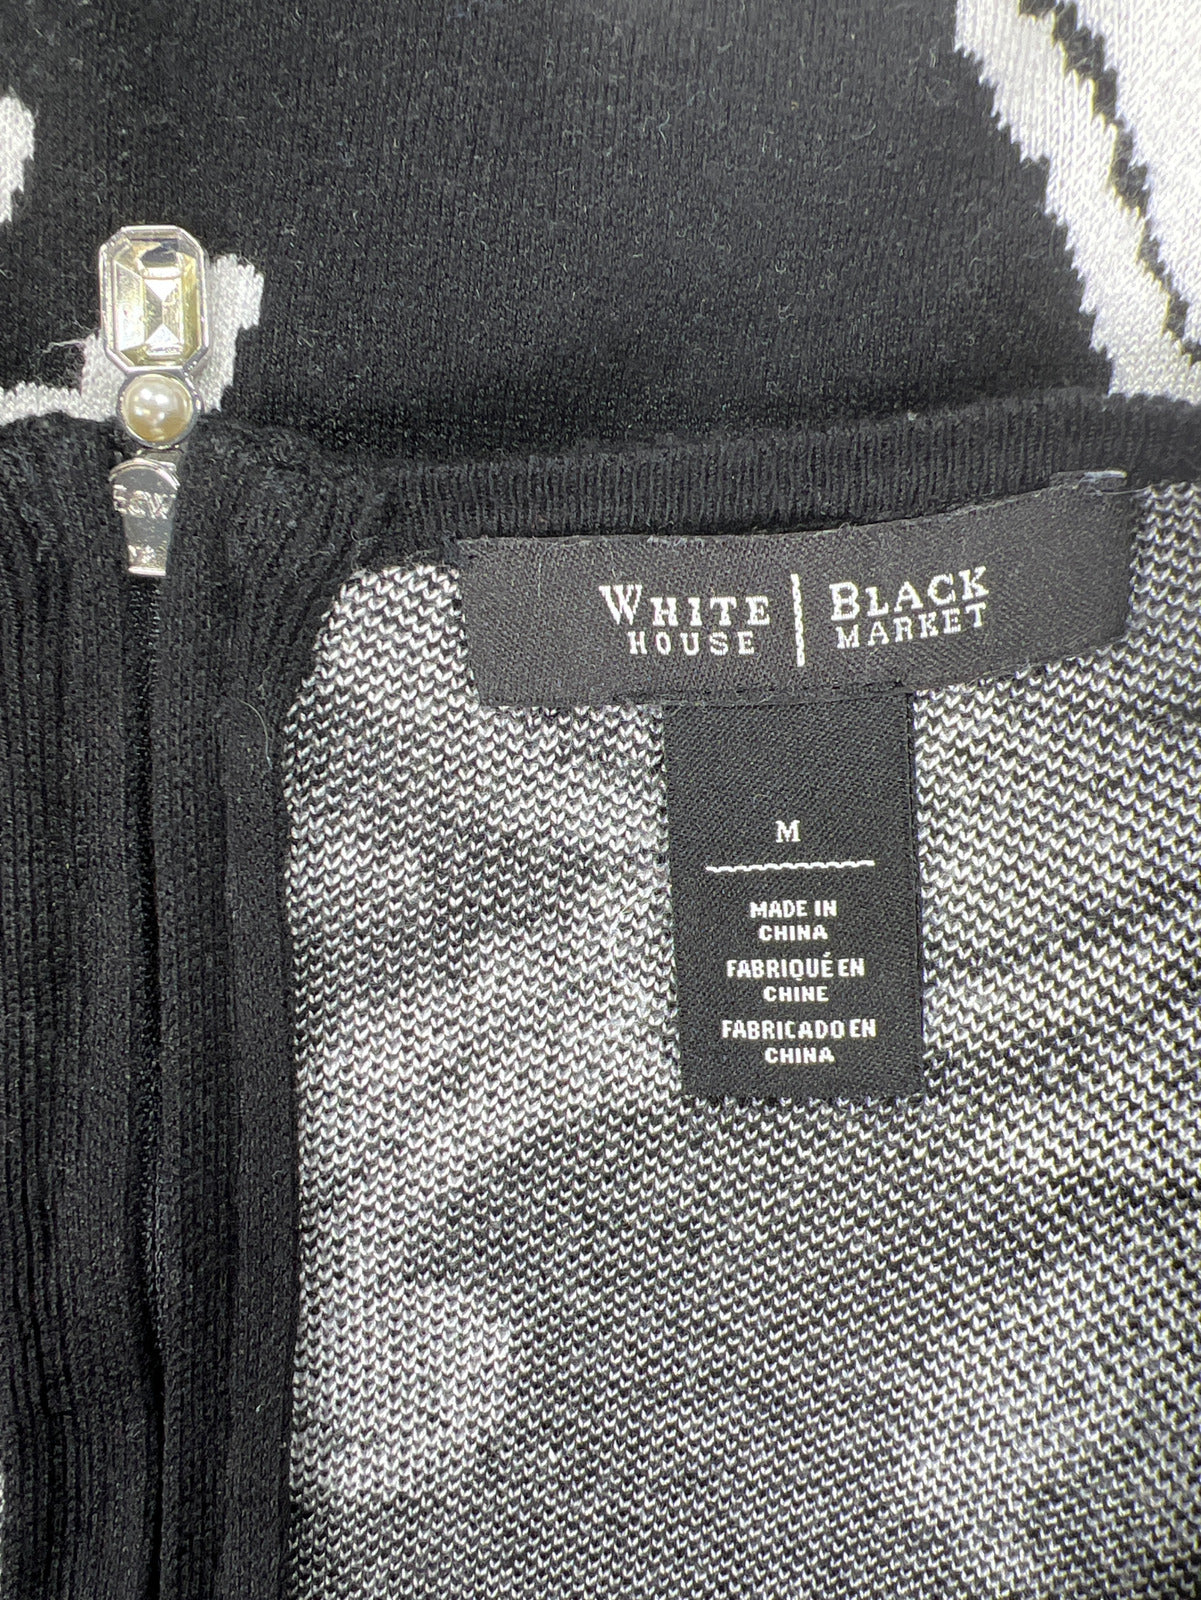 WHITE HOUSE | BLACK MARKET
M
MADE IN
CHINA
FABRIQUÉ EN
CHINE
FABRICADO EN
CHINA